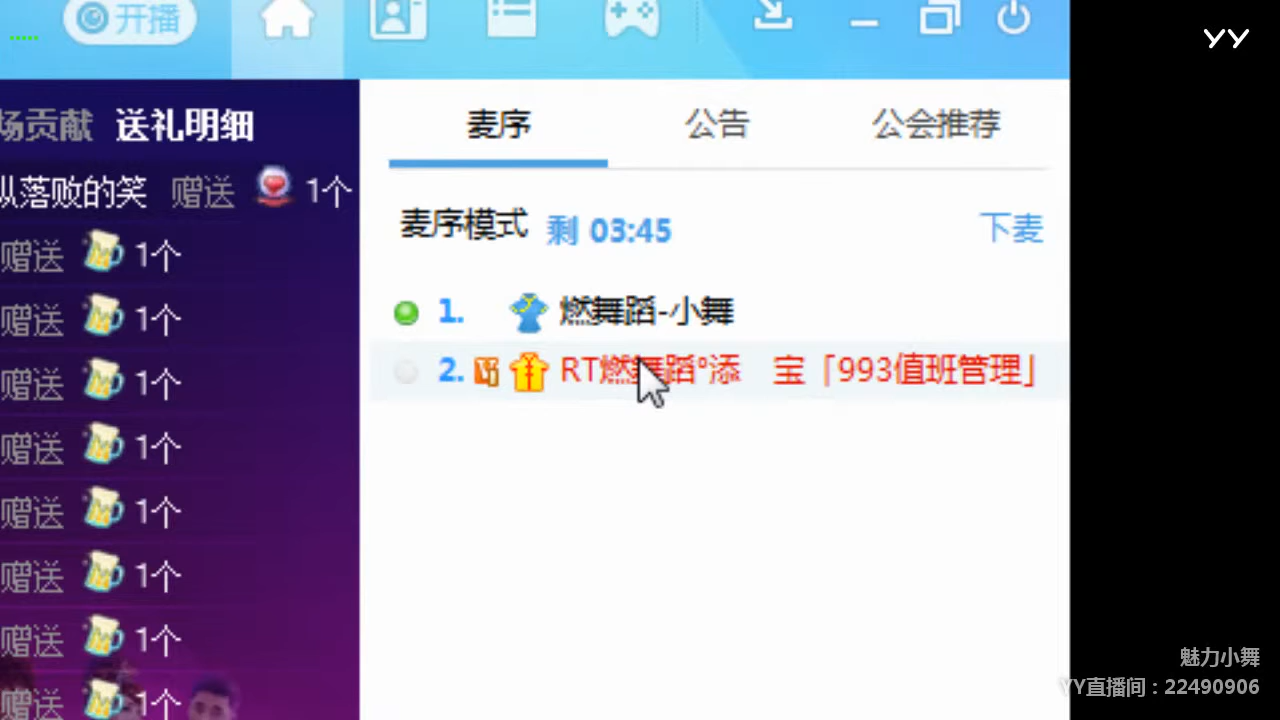 开播
YY
场贡献 送礼明细
麦序 公告 公会推荐
从落败的笑 赠送 1个
麦序模式 剩 03:45 下麦
赠送 1个
1. 燃舞蹈-小舞
赠送 1个
2. RT燃舞蹈°添 宝「993值班管理」
赠送 1个
赠送 1个
赠送 1个
赠送 1个
赠送 1个
赠送 1个
魅力小舞
YY直播间：22490906